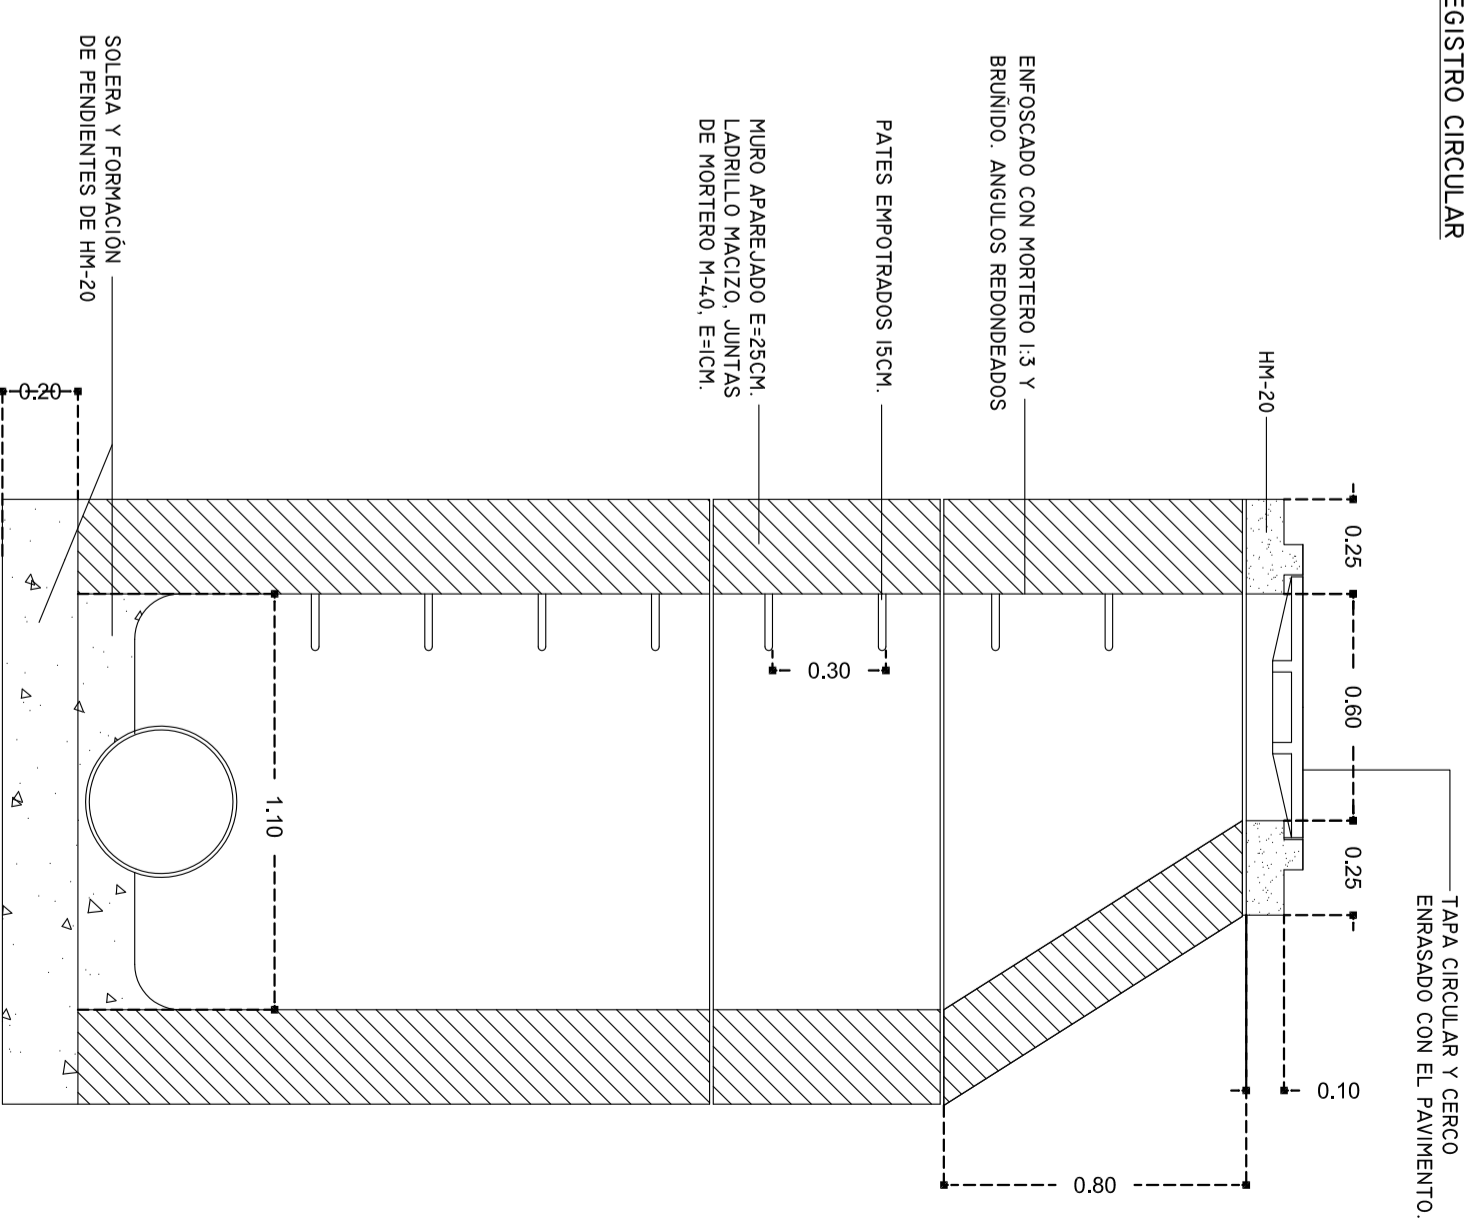 EGISTRO CIRCULAR
TAPA CIRCULAR Y CERCO
ENRASADO CON EL PAVIMENTO.
0.25
0.60
0.25
0.10
HM-20
0.80
ENFOSCADO CON MORTERO 1:3 Y
BRUÑIDO. ANGULOS REDONDEADOS
PATES EMPOTRADOS 15CM.
0.30
MURO APAREJADO E=25CM.
LADRILLO MACIZO, JUNTAS
DE MORTERO M-40, E=1CM.
1.10
SOLERA Y FORMACIÓN
DE PENDIENTES DE HM-20
0.20